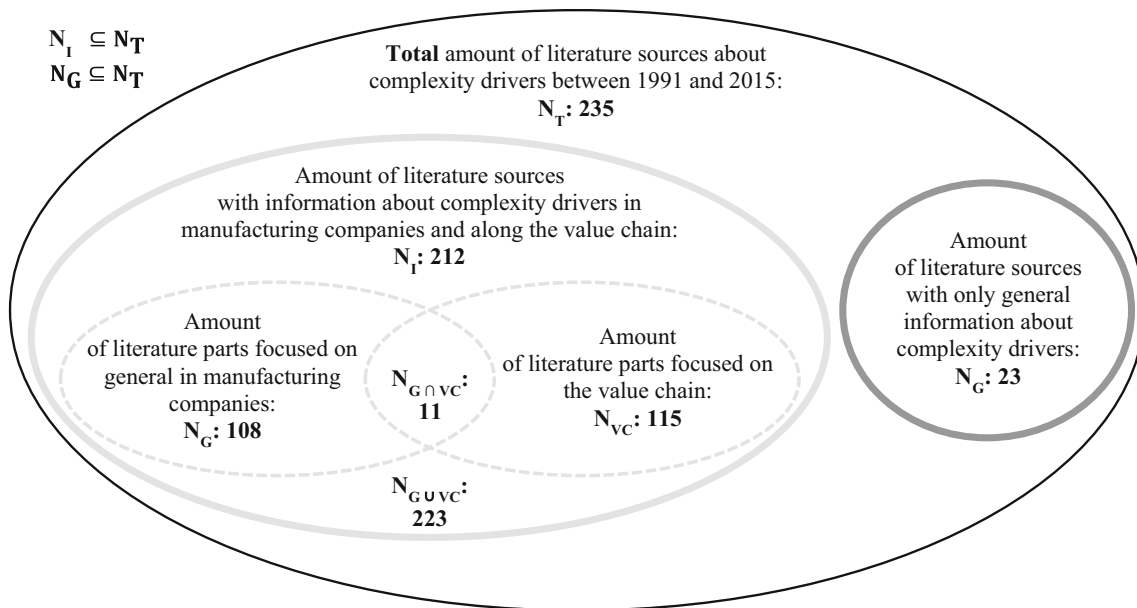 N_I ⊆ N_T
N_G ⊆ N_T
Total amount of literature sources about
complexity drivers between 1991 and 2015:
N_T: 235
Amount of literature sources
with information about complexity drivers in
manufacturing companies and along the value chain:
N_I: 212
Amount
of literature parts focused on
general in manufacturing
companies:
N_G: 108
N_G∩VC:
11
Amount
of literature parts focused on
the value chain:
N_VC: 115
N_G∪VC:
223
Amount
of literature sources
with only general
information about
complexity drivers:
N_G: 23